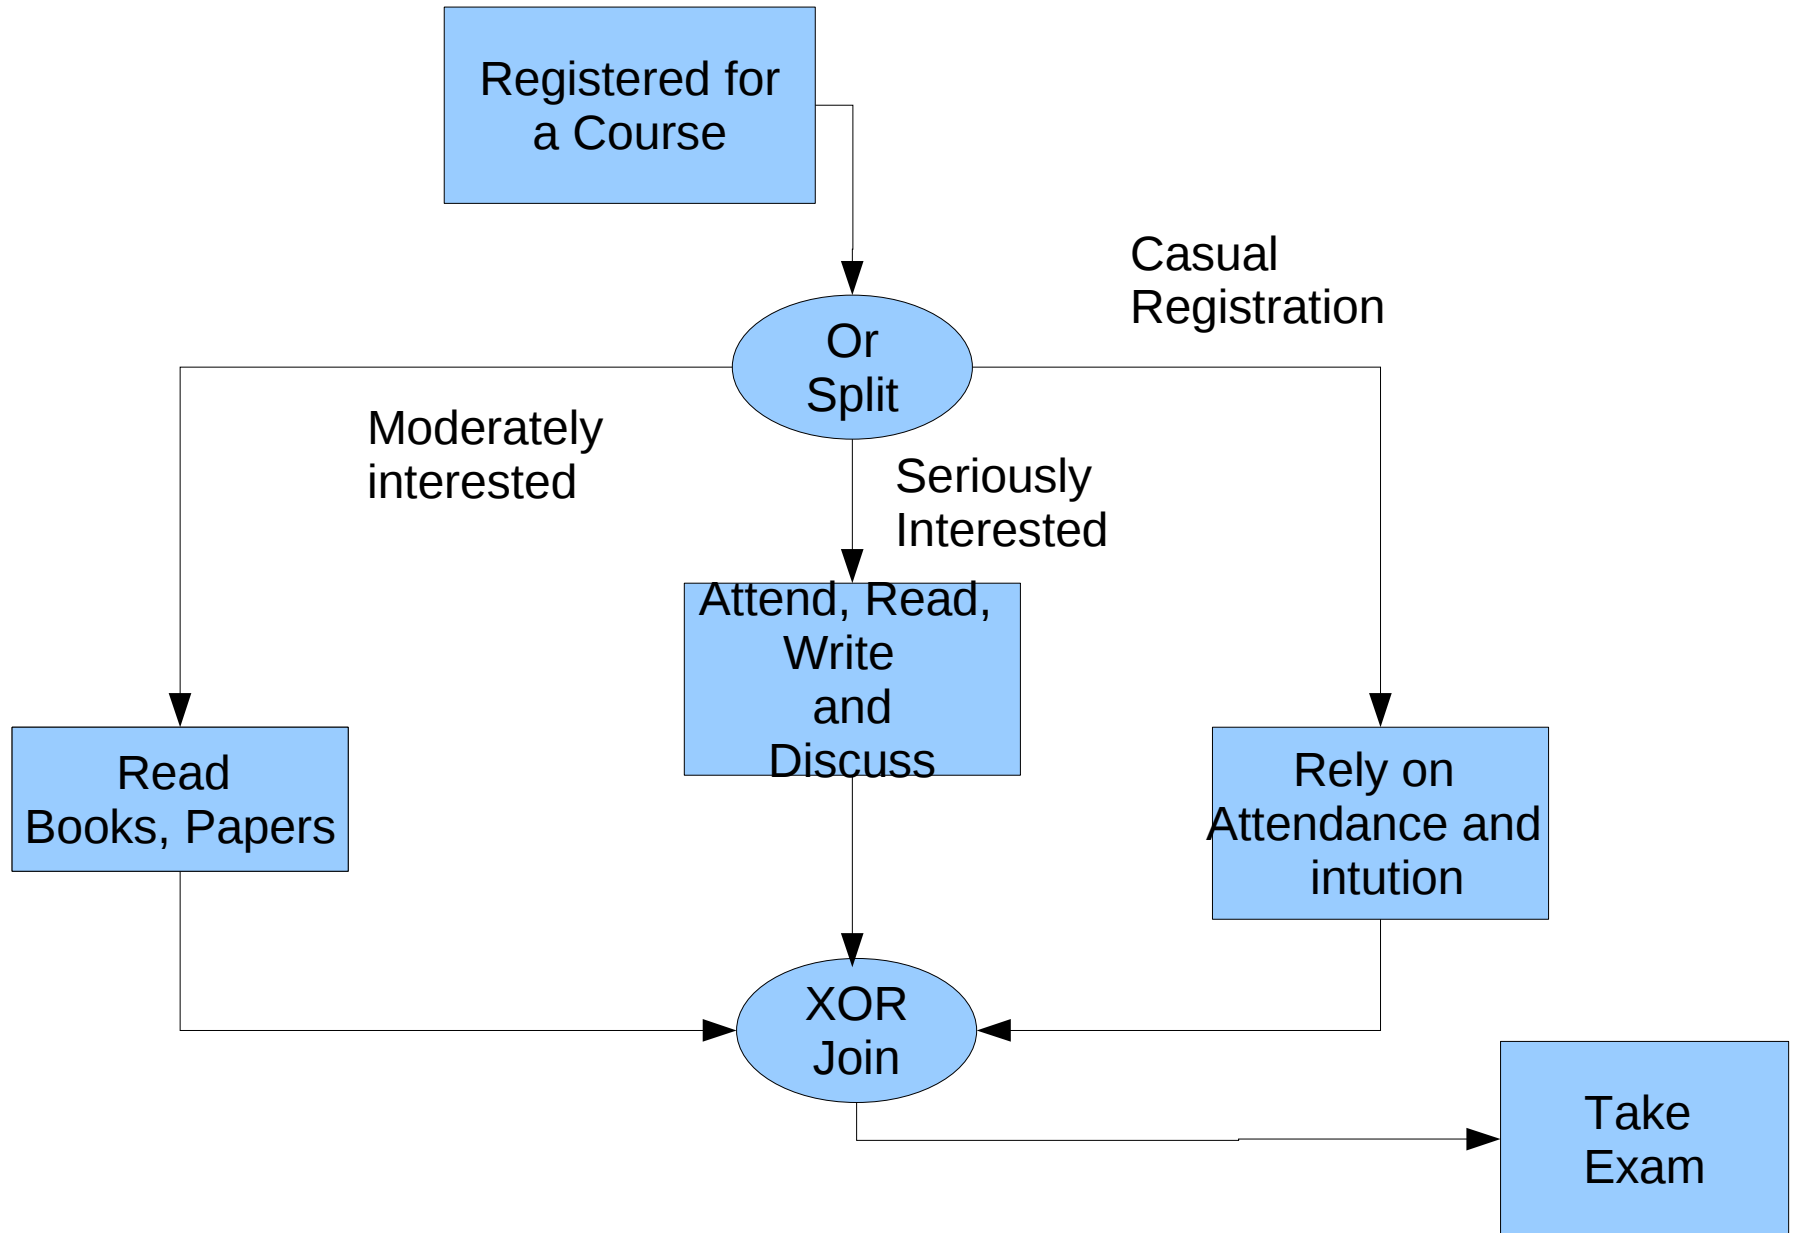 Registered for
a Course
Casual
Registration
Or
Split
Moderately
interested
Seriously
Interested
Attend, Read,
Write
and
Discuss
Read
Books, Papers
Rely on
Attendance and
intution
XOR
Join
Take
Exam